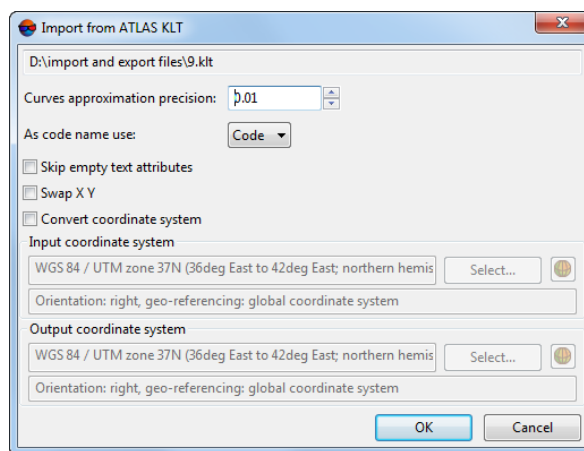 Import from ATLAS KLT
D:\import and export files\9.klt
Curves approximation precision: 0.01
As code name use: Code
Skip empty text attributes
Swap X Y
Convert coordinate system
Input coordinate system
WGS 84 / UTM zone 37N (36deg East to 42deg East; northern hemis Select...
Orientation: right, geo-referencing: global coordinate system
Output coordinate system
WGS 84 / UTM zone 37N (36deg East to 42deg East; northern hemis Select...
Orientation: right, geo-referencing: global coordinate system
OK Cancel